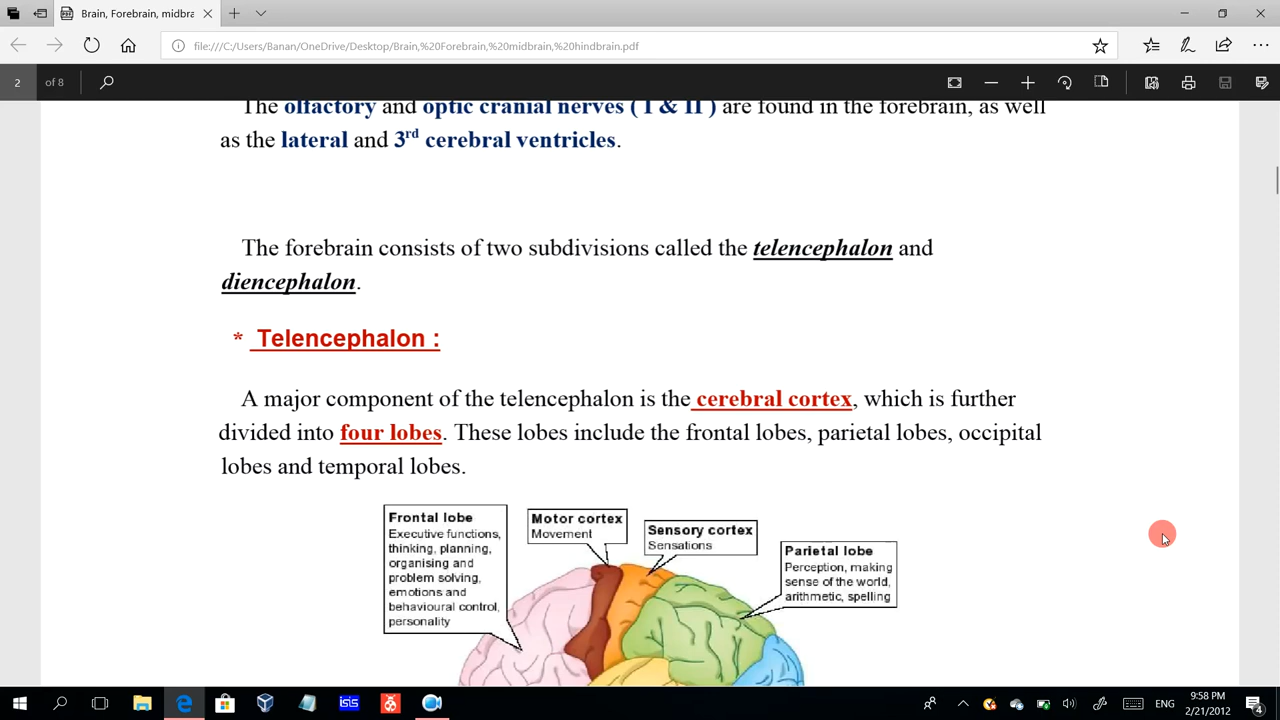 Brain, Forebrain, midbra
file:///C:/Users/Banan/OneDrive/Desktop/Brain,%20Forebrain,%20midbrain,%20hindbrain.pdf
2 of 8
The olfactory and optic cranial nerves ( I & II ) are found in the forebrain, as well
as the lateral and 3rd cerebral ventricles.
The forebrain consists of two subdivisions called the telencephalon and
diencephalon.
* Telencephalon :
A major component of the telencephalon is the cerebral cortex, which is further
divided into four lobes. These lobes include the frontal lobes, parietal lobes, occipital
lobes and temporal lobes.
Frontal lobe
Executive functions,
thinking, planning,
organising and
problem solving,
emotions and
behavioural control,
personality
Motor cortex
Movement
Sensory cortex
Sensations
Parietal lobe
Perception, making
sense of the world,
arithmetic, spelling
isis
ENG
9:58 PM
2/21/2012
4